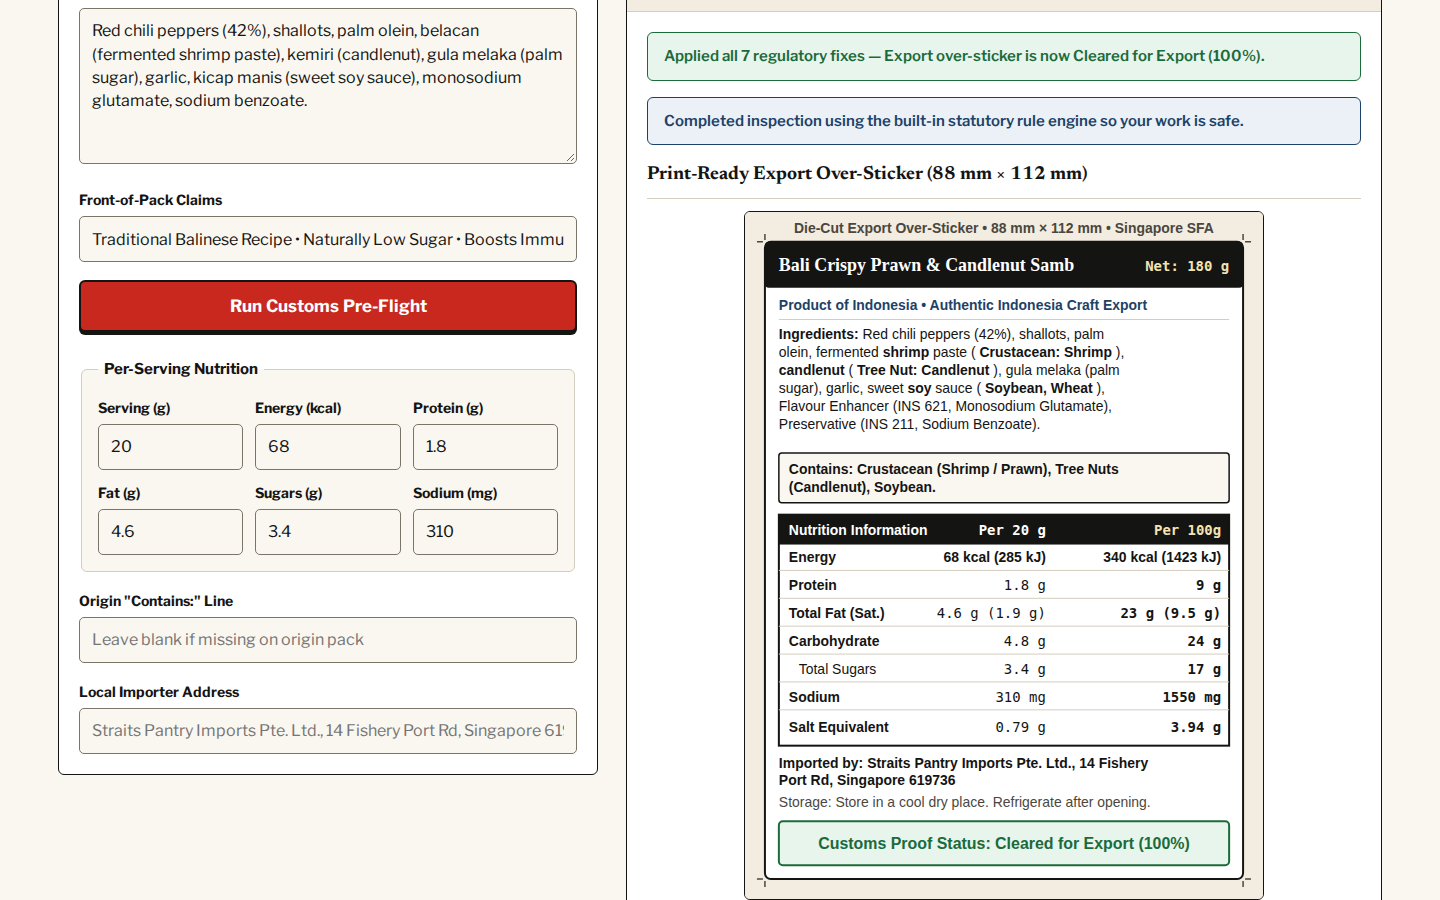 Red chili peppers (42%), shallots, palm olein, belacan
(fermented shrimp paste), kemiri (candlenut), gula melaka (palm
sugar), garlic, kicap manis (sweet soy sauce), monosodium
glutamate, sodium benzoate.
Front-of-Pack Claims
Traditional Balinese Recipe • Naturally Low Sugar • Boosts Immu
Run Customs Pre-Flight
Per-Serving Nutrition
Serving (g) Energy (kcal) Protein (g)
20 68 1.8
Fat (g) Sugars (g) Sodium (mg)
4.6 3.4 310
Origin "Contains:" Line
Leave blank if missing on origin pack
Local Importer Address
Straits Pantry Imports Pte. Ltd., 14 Fishery Port Rd, Singapore
Applied all 7 regulatory fixes — Export over-sticker is now Cleared for Export (100%).
Completed inspection using the built-in statutory rule engine so your work is safe.
Print-Ready Export Over-Sticker (88 mm × 112 mm)
Die-Cut Export Over-Sticker • 88 mm × 112 mm • Singapore SFA
Bali Crispy Prawn & Candlenut Samb Net: 180 g
Product of Indonesia • Authentic Indonesia Craft Export
Ingredients: Red chili peppers (42%), shallots, palm
olein, fermented shrimp paste ( Crustacean: Shrimp ),
candlenut ( Tree Nut: Candlenut ), gula melaka (palm
sugar), garlic, sweet soy sauce ( Soybean, Wheat ),
Flavour Enhancer (INS 621, Monosodium Glutamate),
Preservative (INS 211, Sodium Benzoate).
Contains: Crustacean (Shrimp / Prawn), Tree Nuts
(Candlenut), Soybean.
Nutrition Information Per 20 g Per 100g
Energy 68 kcal (285 kJ) 340 kcal (1423 kJ)
Protein 1.8 g 9 g
Total Fat (Sat.) 4.6 g (1.9 g) 23 g (9.5 g)
Carbohydrate 4.8 g 24 g
Total Sugars 3.4 g 17 g
Sodium 310 mg 1550 mg
Salt Equivalent 0.79 g 3.94 g
Imported by: Straits Pantry Imports Pte. Ltd., 14 Fishery
Port Rd, Singapore 619736
Storage: Store in a cool dry place. Refrigerate after opening.
Customs Proof Status: Cleared for Export (100%)